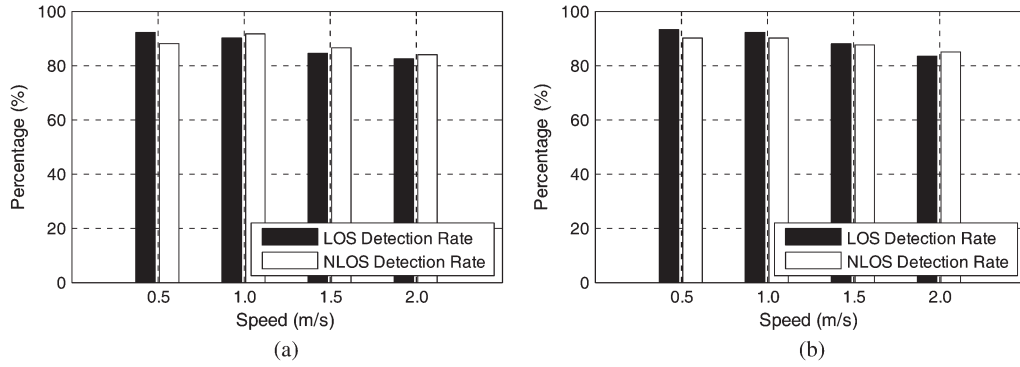 100
80
60
40
20
0
Percentage (%)
LOS Detection Rate
NLOS Detection Rate
0.5 1.0 1.5 2.0
Speed (m/s)
(a)
100
80
60
40
20
0
Percentage (%)
LOS Detection Rate
NLOS Detection Rate
0.5 1.0 1.5 2.0
Speed (m/s)
(b)